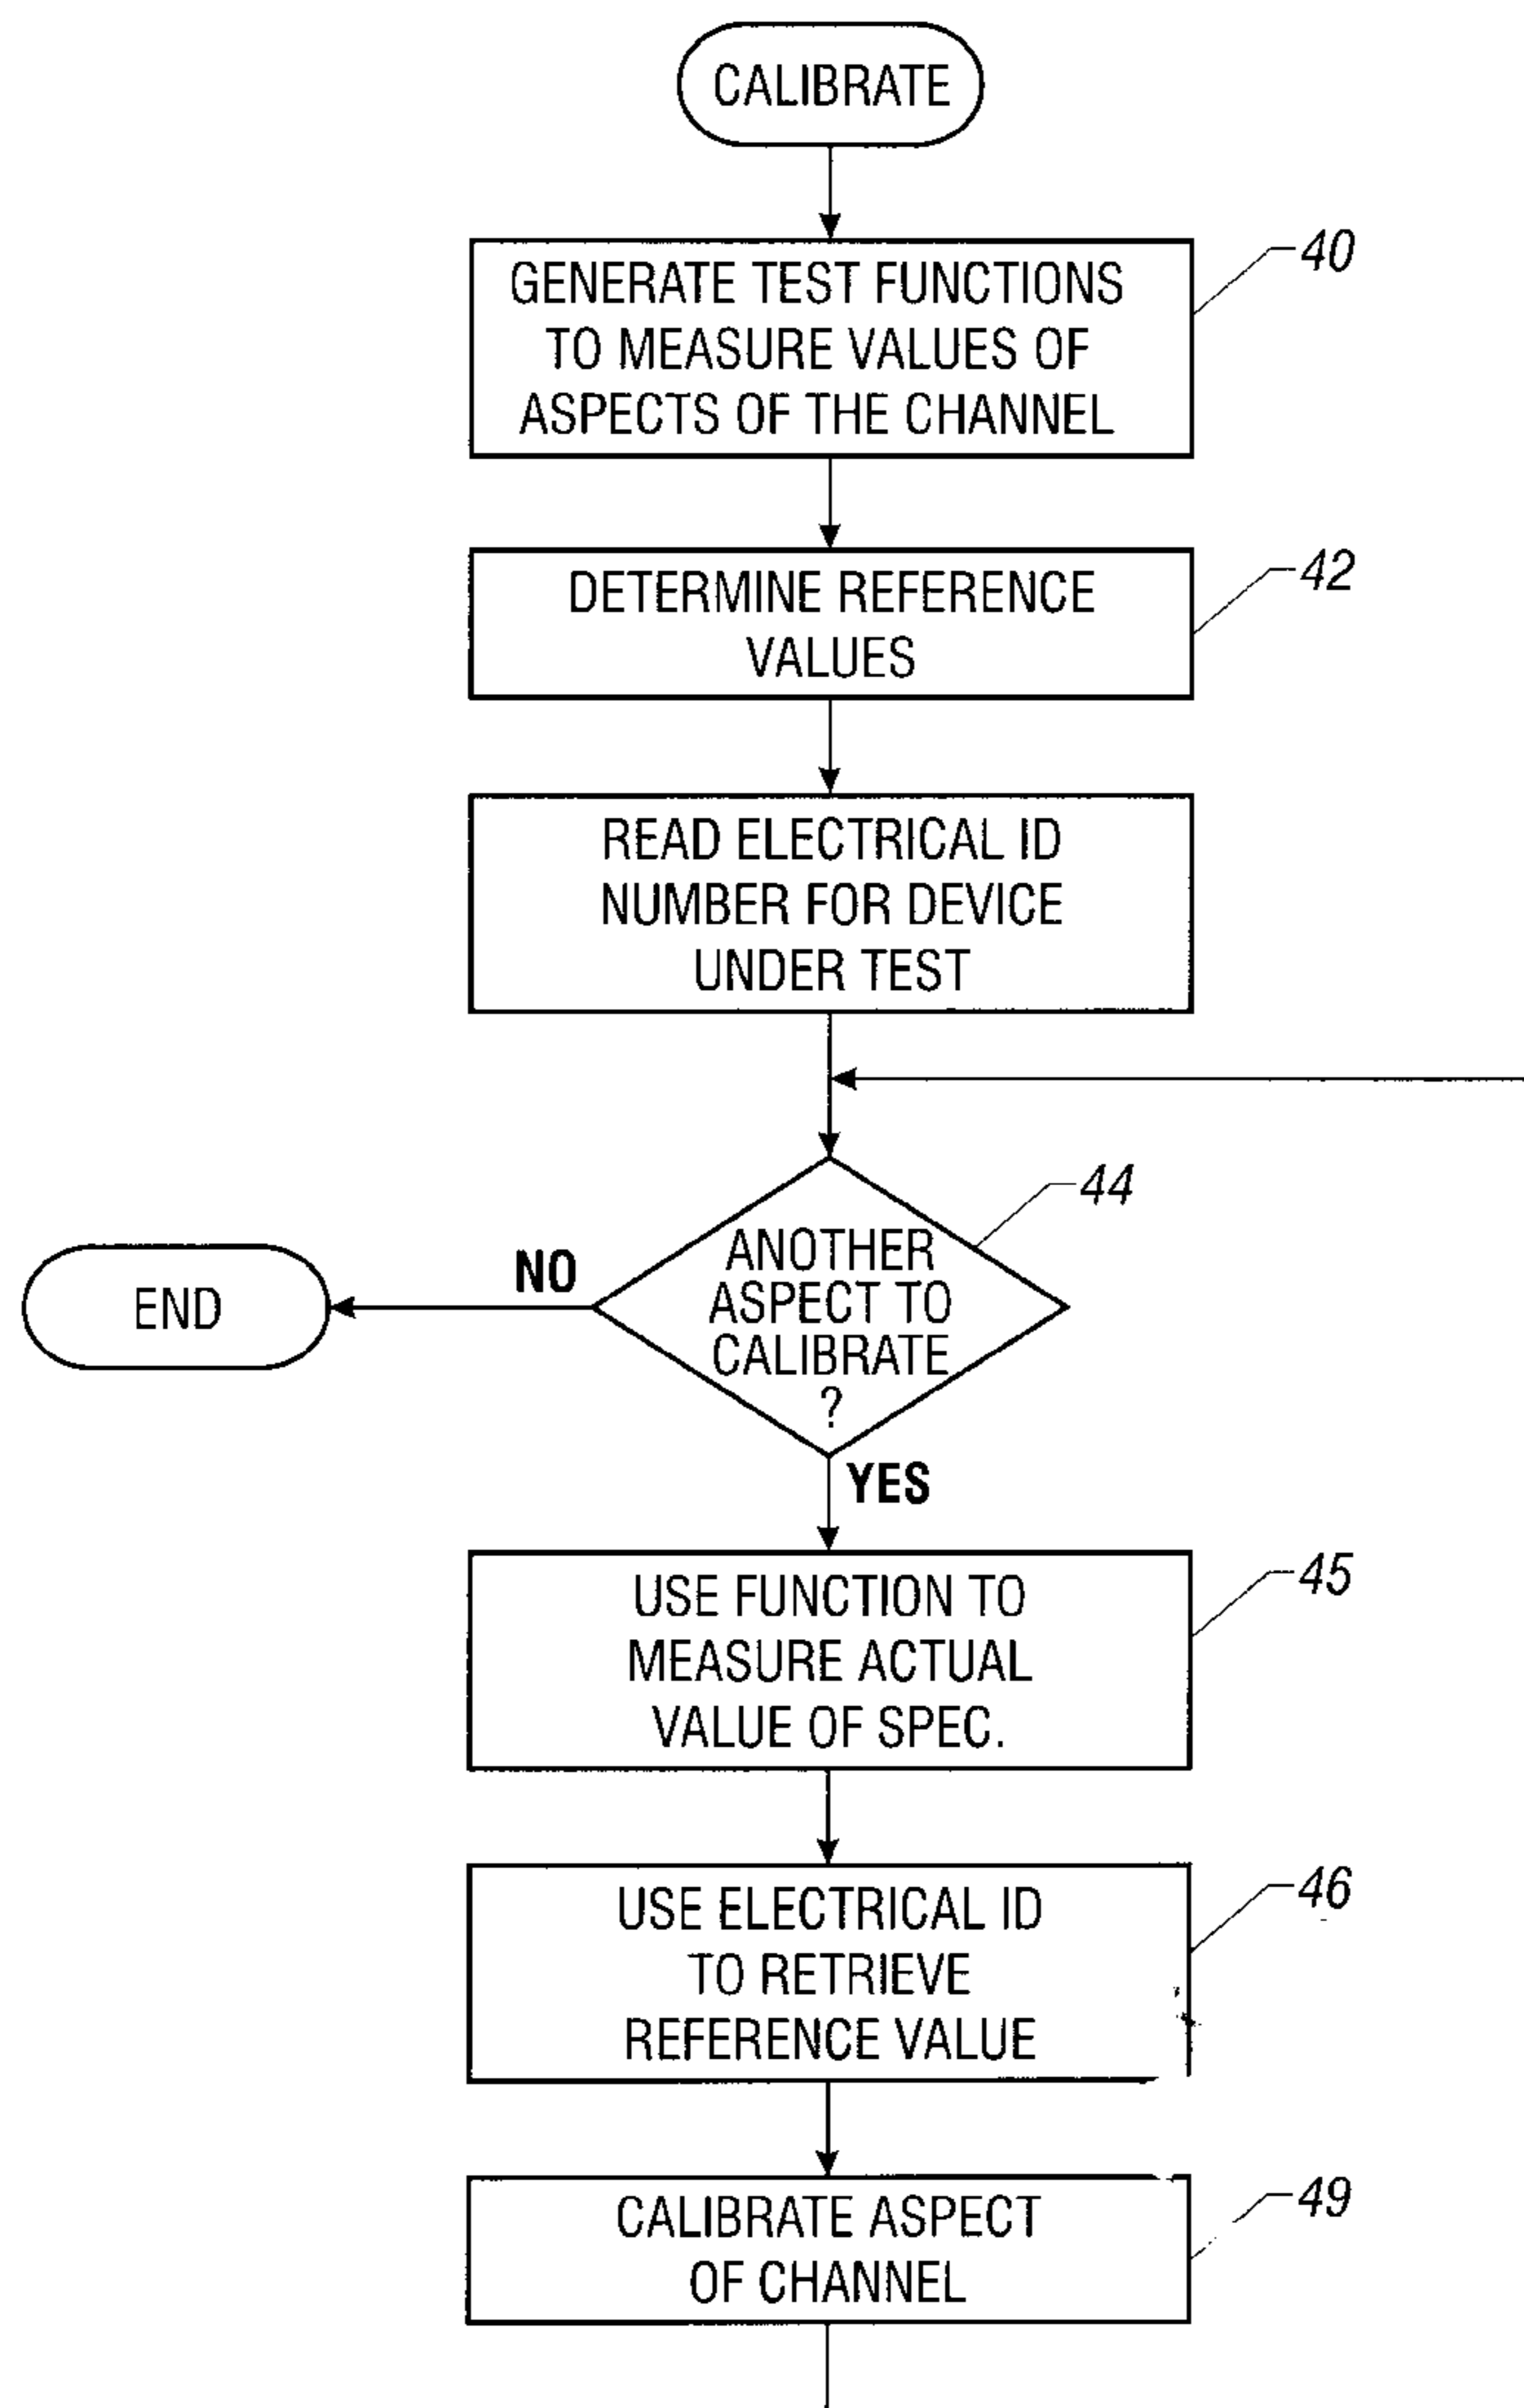 CALIBRATE
GENERATE TEST FUNCTIONS
TO MEASURE VALUES OF
ASPECTS OF THE CHANNEL
40
DETERMINE REFERENCE
VALUES
42
READ ELECTRICAL ID
NUMBER FOR DEVICE
UNDER TEST
44
ANOTHER
ASPECT TO
CALIBRATE
?
NO
END
YES
USE FUNCTION TO
MEASURE ACTUAL
VALUE OF SPEC.
45
USE ELECTRICAL ID
TO RETRIEVE
REFERENCE VALUE
46
CALIBRATE ASPECT
OF CHANNEL
49